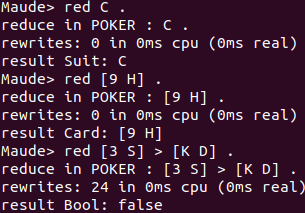 Maude> red C .
reduce in POKER : C .
rewrites: 0 in 0ms cpu (0ms real)
result Suit: C
Maude> red [9 H] .
reduce in POKER : [9 H] .
rewrites: 0 in 0ms cpu (0ms real)
result Card: [9 H]
Maude> red [3 S] > [K D] .
reduce in POKER : [3 S] > [K D] .
rewrites: 24 in 0ms cpu (0ms real)
result Bool: false